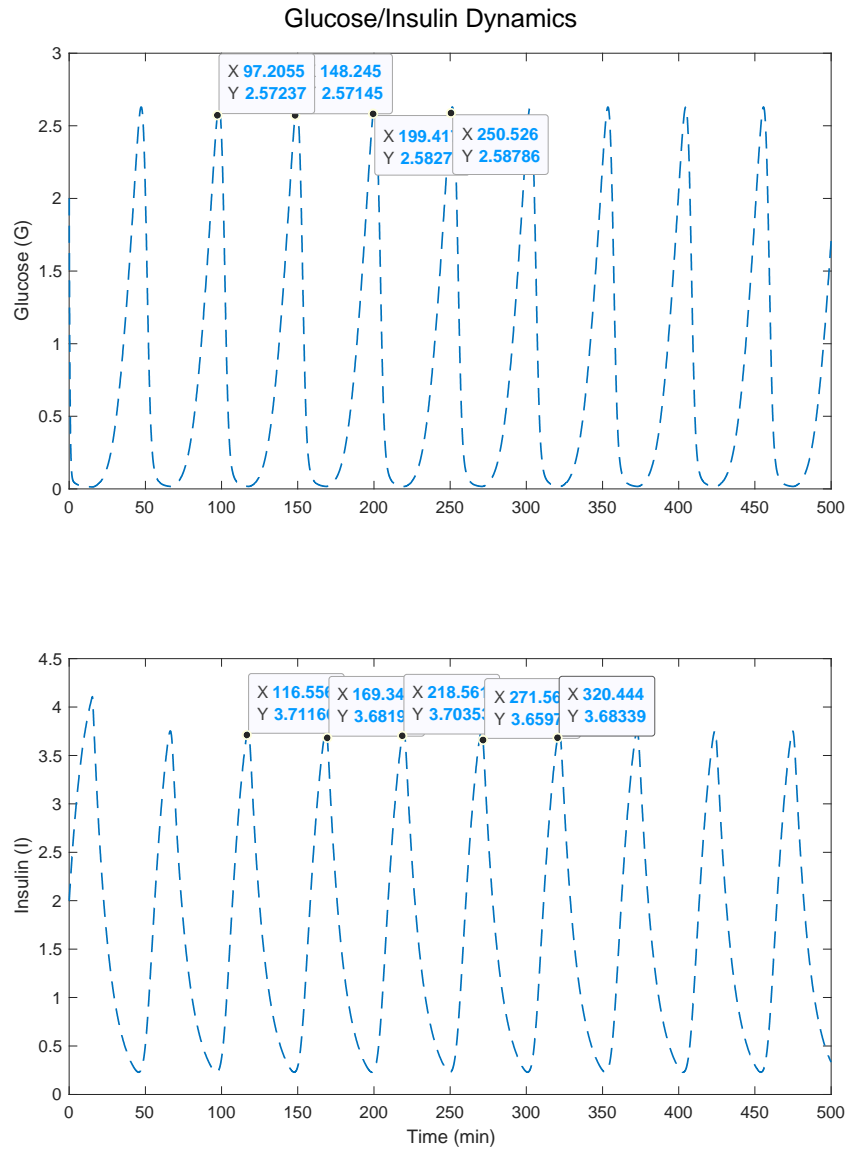 Glucose/Insulin Dynamics
3
2.5
2
1.5
1
0.5
0
Glucose (G)
X 97.2055
Y 2.57237
148.245
2.57145
X 199.41
Y 2.5827
X 250.526
Y 2.58786
0 50 100 150 200 250 300 350 400 450 500
4.5
4
3.5
3
2.5
2
1.5
1
0.5
0
Insulin (I)
X 116.556
Y 3.7116
X 169.34
Y 3.6819
X 218.561
Y 3.7035
X 271.56
Y 3.6597
X 320.444
Y 3.68339
0 50 100 150 200 250 300 350 400 450 500
Time (min)